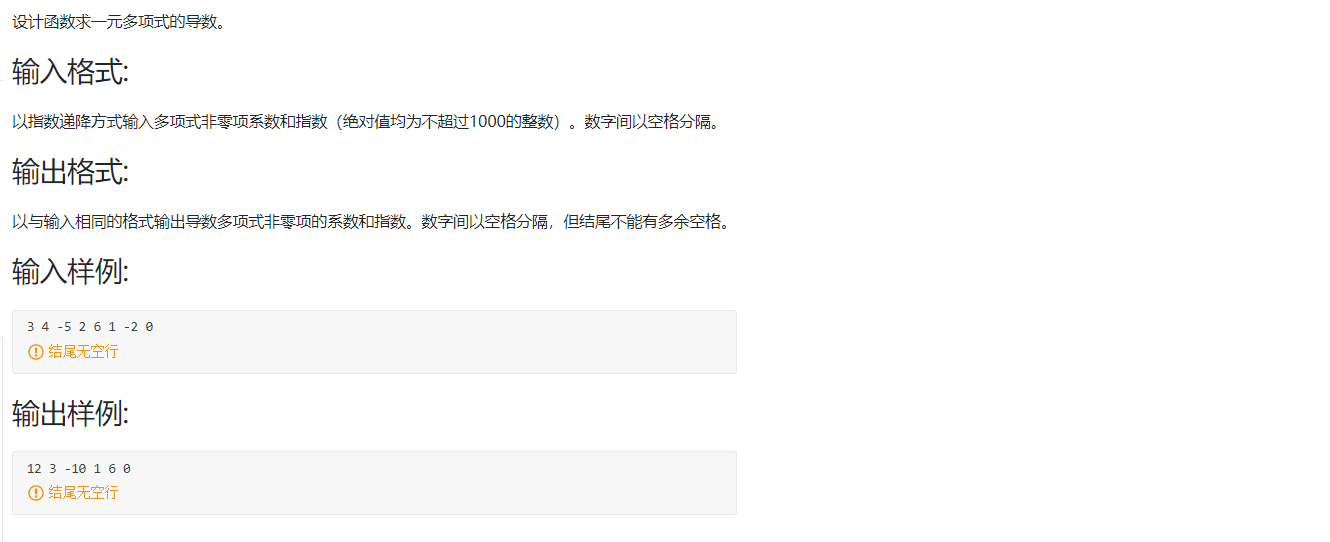 设计函数求一元多项式的导数。
输入格式:
以指数递降方式输入多项式非零项系数和指数（绝对值均为不超过1000的整数）。数字间以空格分隔。
输出格式:
以与输入相同的格式输出导数多项式非零项的系数和指数。数字间以空格分隔，但结尾不能有多余空格。
输入样例:
3 4 -5 2 6 1 -2 0
结尾无空行
输出样例:
12 3 -10 1 6 0
结尾无空行